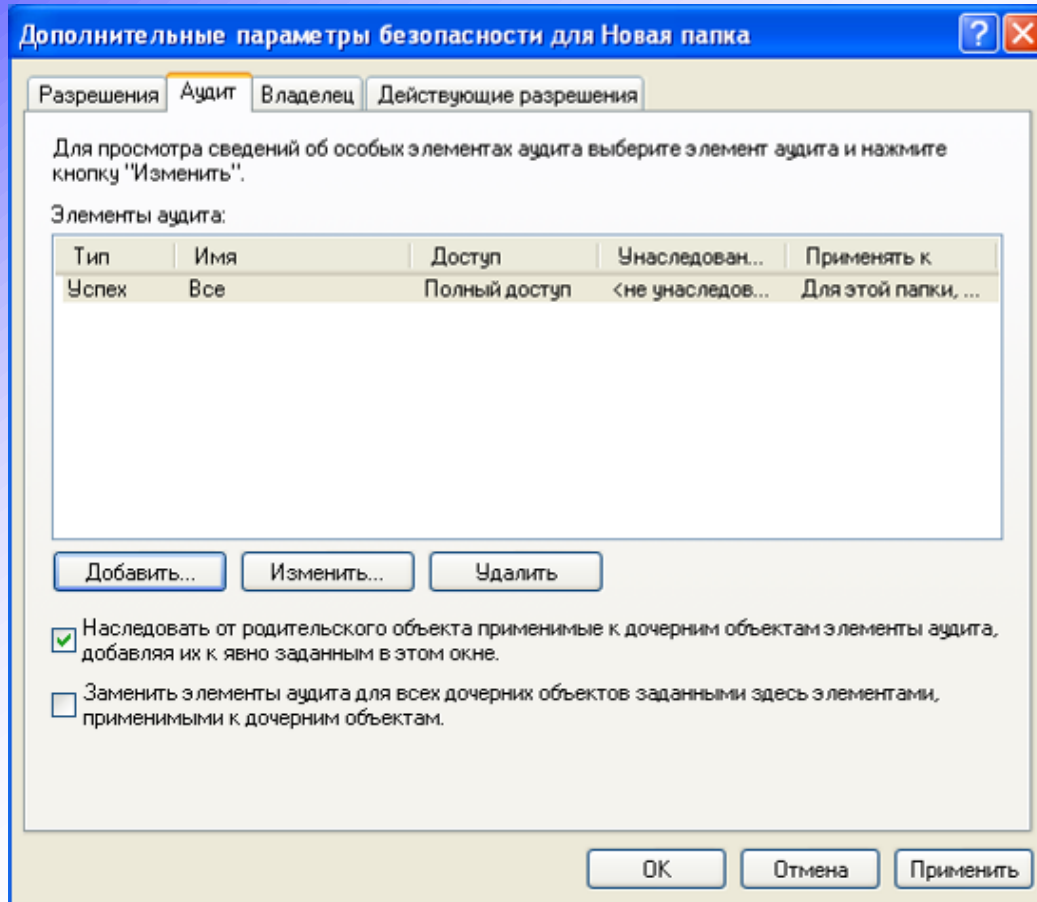 Дополнительные параметры безопасности для Новая папка
Разрешения Аудит Владелец Действующие разрешения
Для просмотра сведений об особых элементах аудита выберите элемент аудита и нажмите
кнопку "Изменить".
Элементы аудита:
Тип Имя Доступ Унаследован... Применять к
Успех Все Полный доступ <не унаследов... Для этой папки, ...
Добавить... Изменить... Удалить
Наследовать от родительского объекта применимые к дочерним объектам элементы аудита,
добавляя их к явно заданным в этом окне.
Заменить элементы аудита для всех дочерних объектов заданными здесь элементами,
применимыми к дочерним объектам.
OK Отмена Применить